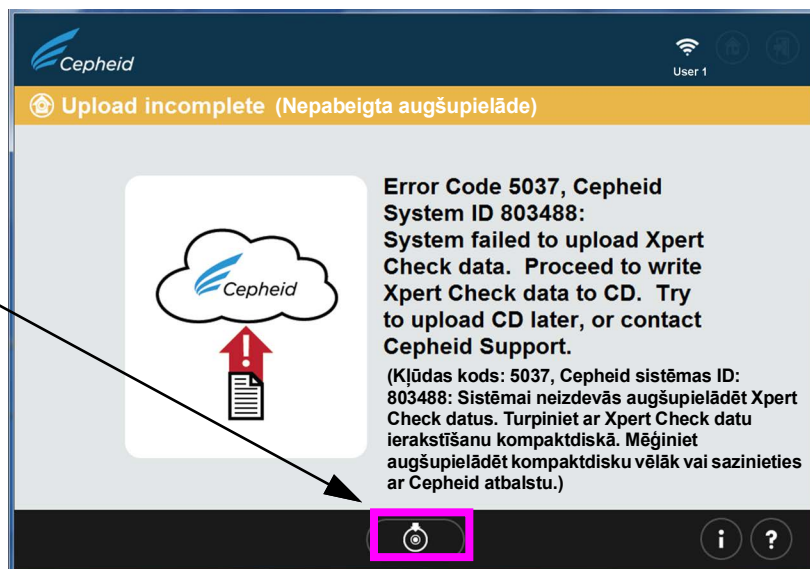 Cepheid
User 1
Upload incomplete (Nepabeigta augšupielāde)
Error Code 5037, Cepheid
System ID 803488:
System failed to upload Xpert
Check data. Proceed to write
Xpert Check data to CD. Try
to upload CD later, or contact
Cepheid Support.
Cepheid
(Kļūdas kods: 5037, Cepheid sistēmas ID:
803488: Sistēmai neizdevās augšupielādēt Xpert
Check datus. Turpiniet ar Xpert Check datu
ierakstīšanu kompaktdiskā. Mēģiniet
augšupielādēt kompaktdisku vēlāk vai sazinieties
ar Cepheid atbalstu.)